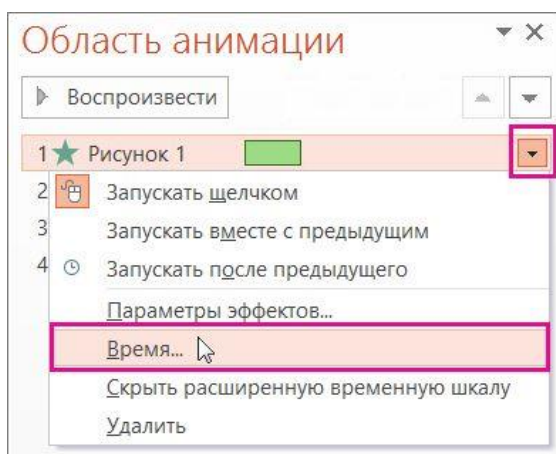 Область анимации
Воспроизвести
1 Рисунок 1
2 Запускать щелчком
3 Запускать вместе с предыдущим
4 Запускать после предыдущего
Параметры эффектов...
Время...
Скрыть расширенную временную шкалу
Удалить